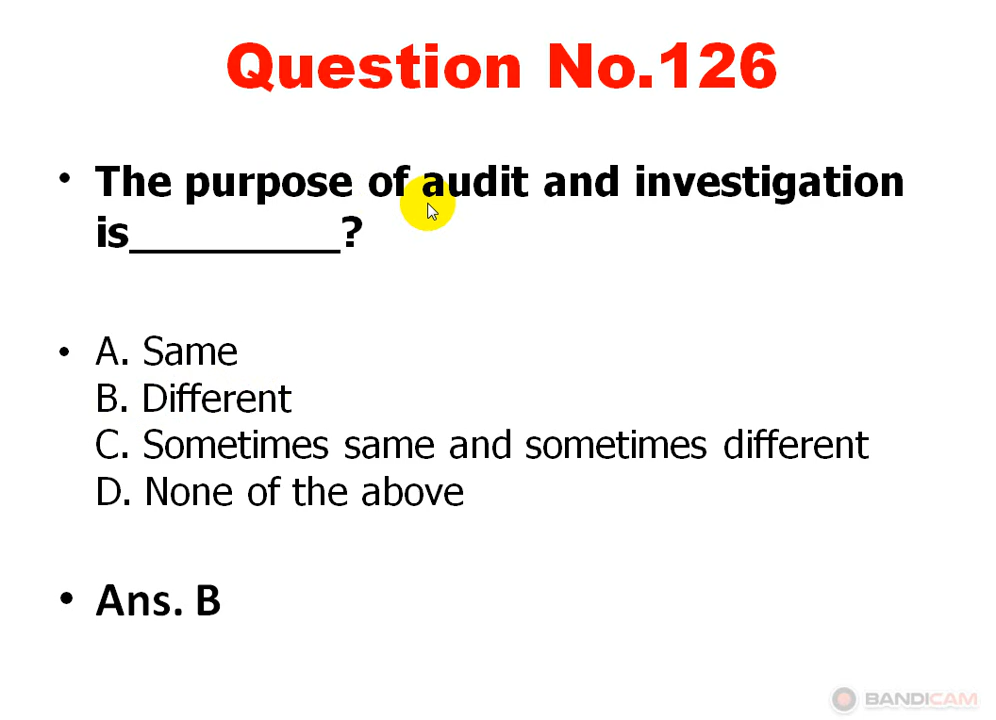 Question No.126
• The purpose of audit and investigation
is_________?
• A. Same
B. Different
C. Sometimes same and sometimes different
D. None of the above
• Ans. B
BANDICAM